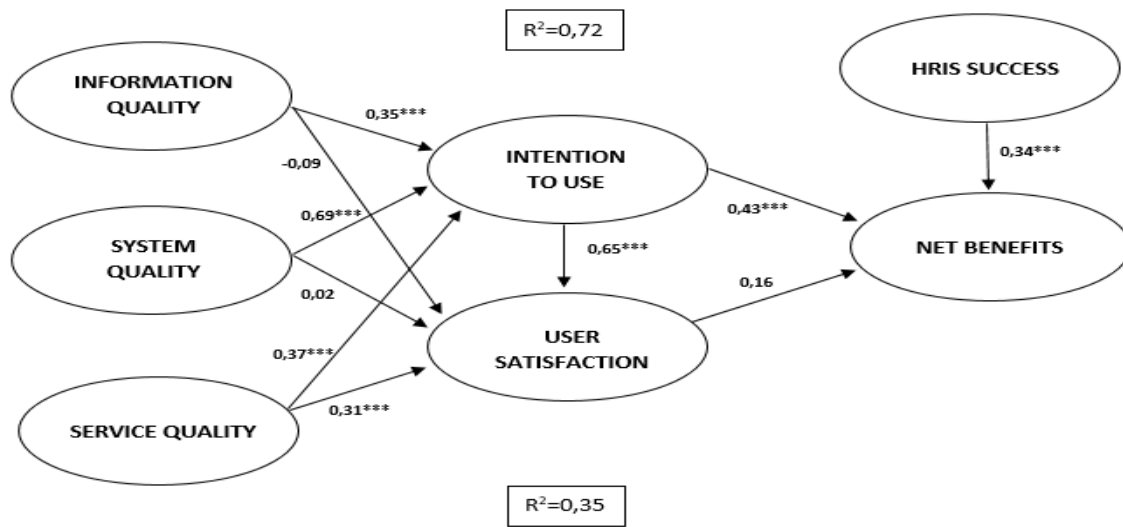 R²=0,72
INFORMATION
QUALITY
HRIS SUCCESS
0,35***
-0,09
INTENTION
TO USE
0,34***
0,69***
0,43***
SYSTEM
QUALITY
0,65***
NET BENEFITS
0,02
0,16
USER
SATISFACTION
0,37***
0,31***
SERVICE QUALITY
R²=0,35